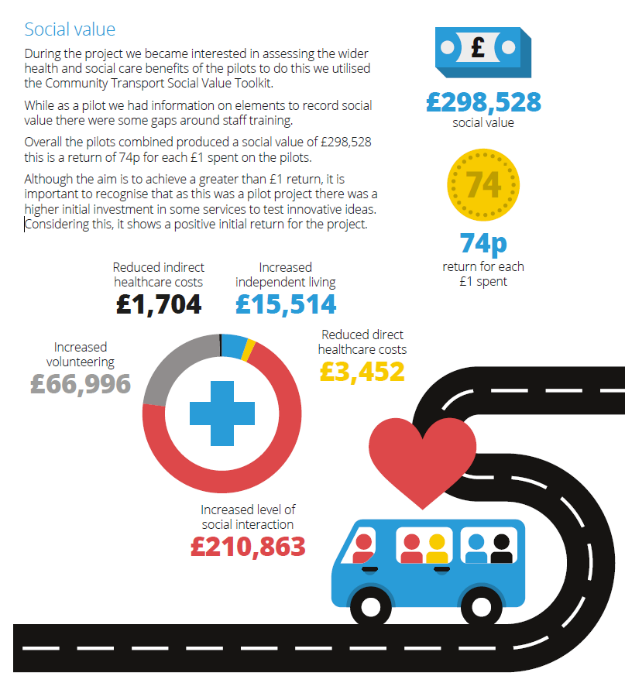 Social value
During the project we became interested in assessing the wider
health and social care benefits of the pilots to do this we utilised
the Community Transport Social Value Toolkit.
While as a pilot we had information on elements to record social
value there were some gaps around staff training.
Overall the pilots combined produced a social value of £298,528
this is a return of 74p for each £1 spent on the pilots.
Although the aim is to achieve a greater than £1 return, it is
important to recognise that as this was a pilot project there was a
higher initial investment in some services to test innovative ideas.
Considering this, it shows a positive initial return for the project.
£
£298,528
social value
74
74p
return for each
£1 spent
Reduced indirect
healthcare costs
£1,704
Increased
independent living
£15,514
Reduced direct
healthcare costs
£3,452
Increased
volunteering
£66,996
Increased level of
social interaction
£210,863